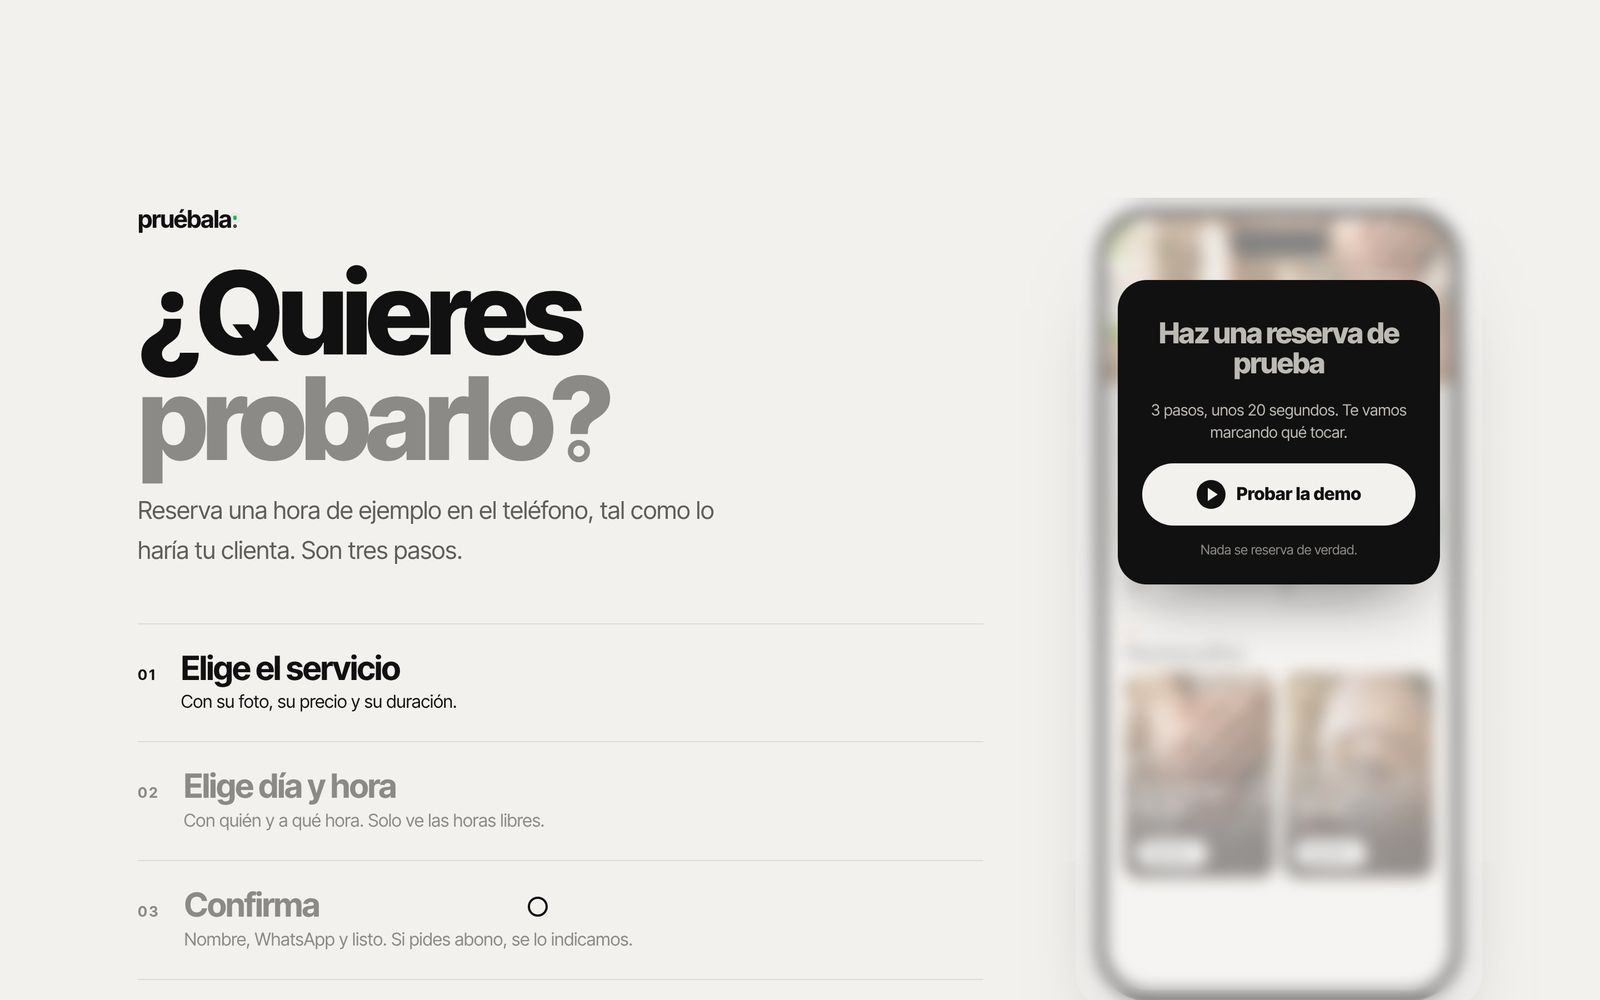 pruébala:
¿Quieres
probarlo?
Reserva una hora de ejemplo en el teléfono, tal como lo
haría tu clienta. Son tres pasos.
01 Elige el servicio
Con su foto, su precio y su duración.
02 Elige día y hora
Con quién y a qué hora. Solo ve las horas libres.
03 Confirma
Nombre, WhatsApp y listo. Si pides abono, se lo indicamos.
Haz una reserva de
prueba
3 pasos, unos 20 segundos. Te vamos
marcando qué tocar.
Probar la demo
Nada se reserva de verdad.